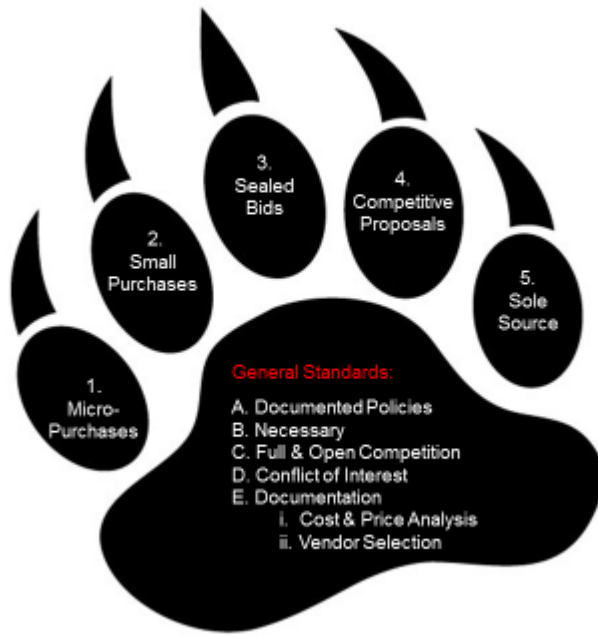 1.
Micro-
Purchases
2.
Small
Purchases
3.
Sealed
Bids
4.
Competitive
Proposals
5.
Sole
Source
General Standards:
A. Documented Policies
B. Necessary
C. Full & Open Competition
D. Conflict of Interest
E. Documentation
i. Cost & Price Analysis
ii. Vendor Selection